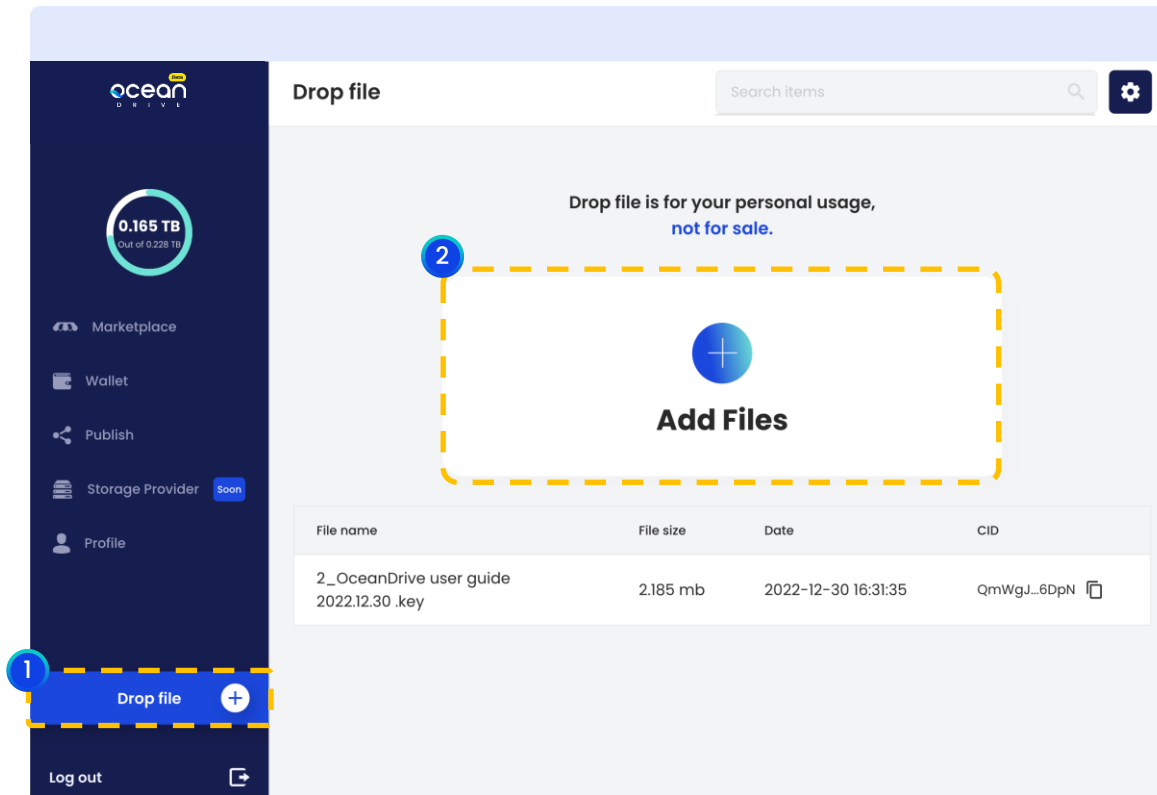 Beta
ocean
DRIVE
Drop file
Search items
0.165 TB
Out of 0.228 TB
Marketplace
Wallet
Publish
Storage Provider Soon
Profile
1
Drop file
Log out
Drop file is for your personal usage,
not for sale.
2
Add Files
File name File size Date CID
2_OceanDrive user guide
2022.12.30 .key 2.185 mb 2022-12-30 16:31:35 QmWgJ...6DpN